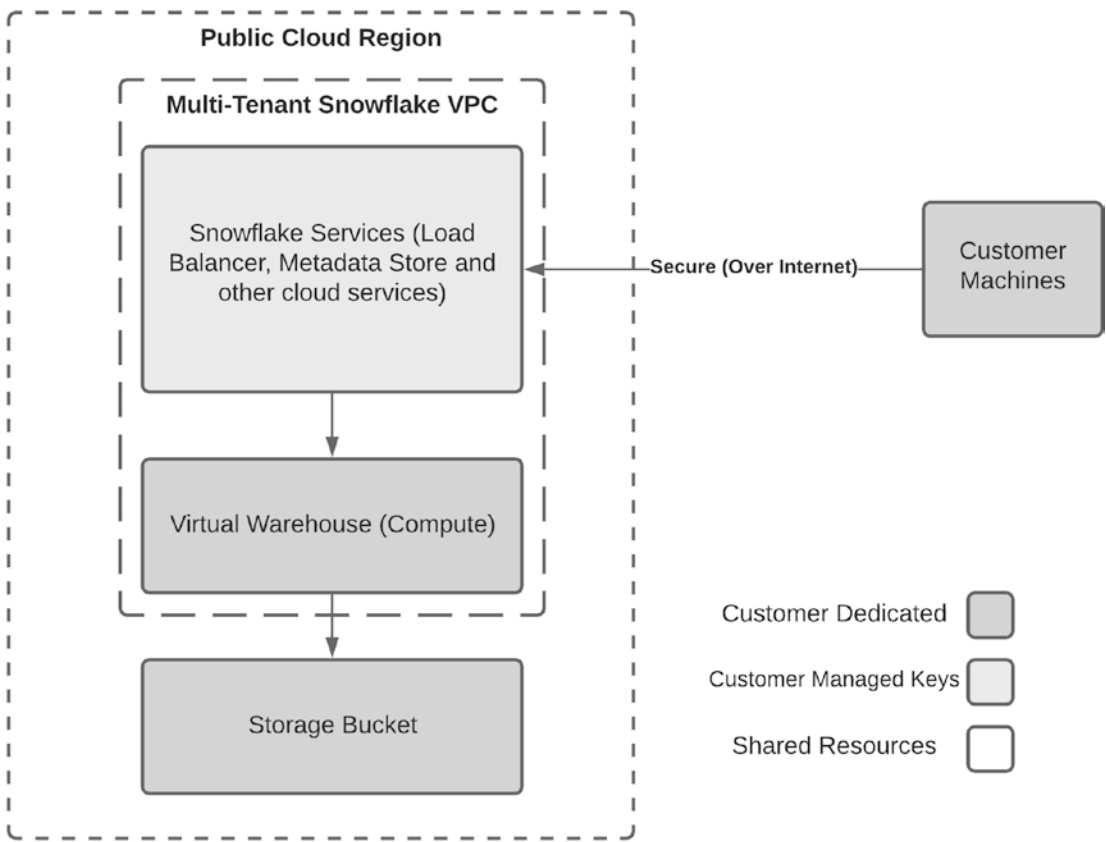 Public Cloud Region
Multi-Tenant Snowflake VPC
Snowflake Services (Load
Balancer, Metadata Store and
other cloud services)
Secure (Over Internet)
Customer
Machines
Virtual Warehouse (Compute)
Storage Bucket
Customer Dedicated
Customer Managed Keys
Shared Resources